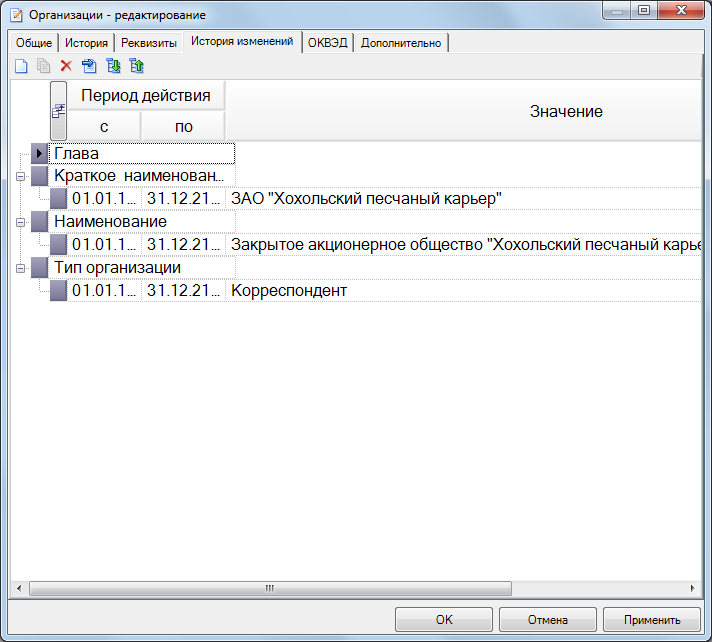 Организации - редактирование
Общие История Реквизиты История изменений ОКВЭД Дополнительно
Период действия
Значение
с по
Глава
Краткое наименован...
01.01.1... 31.12.21... ЗАО "Хохольский песчаный карьер"
Наименование
01.01.1... 31.12.21... Закрытое акционерное общество "Хохольский песчаный карье
Тип организации
01.01.1... 31.12.21... Корреспондент
OK Отмена Применить